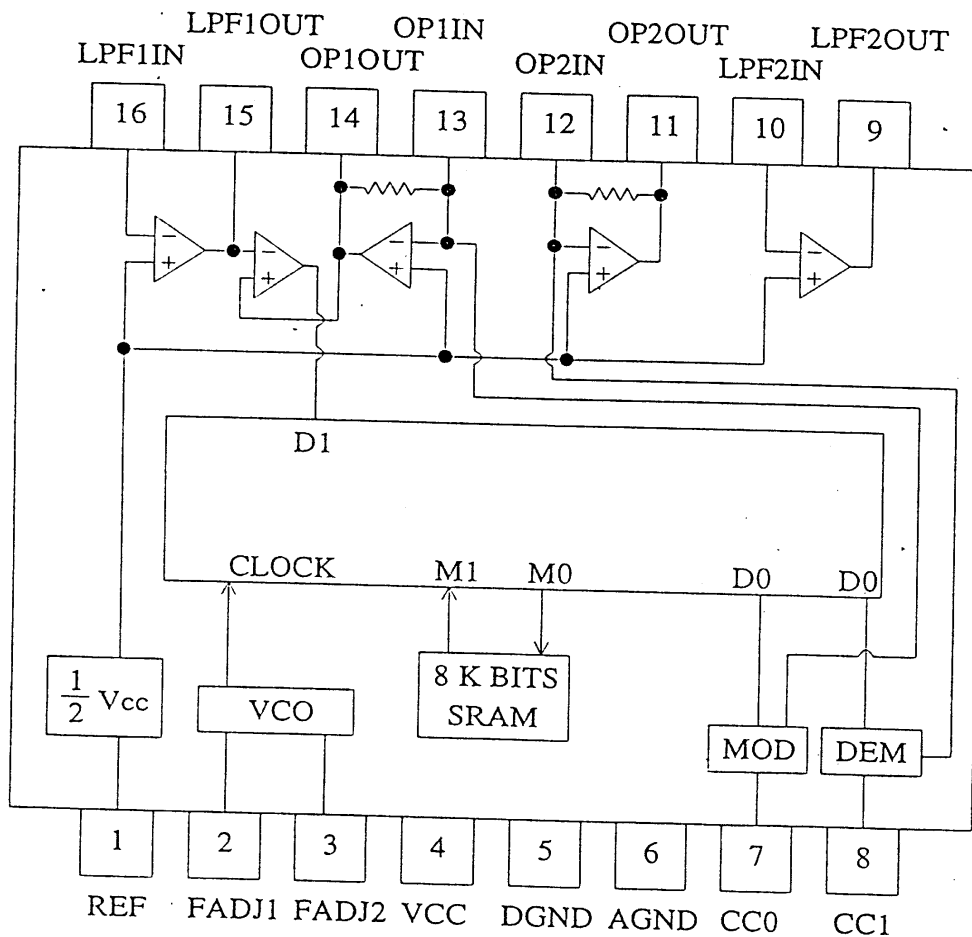 LPF1IN
LPF1OUT
OP1OUT
OP1IN
OP2IN
OP2OUT
LPF2IN
LPF2OUT
16
15
14
13
12
11
10
9
−
+
−
+
−
+
−
+
−
+
D1
CLOCK
M1
M0
D0
D0
1/2 Vcc
VCO
8 K BITS
SRAM
MOD
DEM
1
2
3
4
5
6
7
8
REF
FADJ1
FADJ2
VCC
DGND
AGND
CC0
CC1